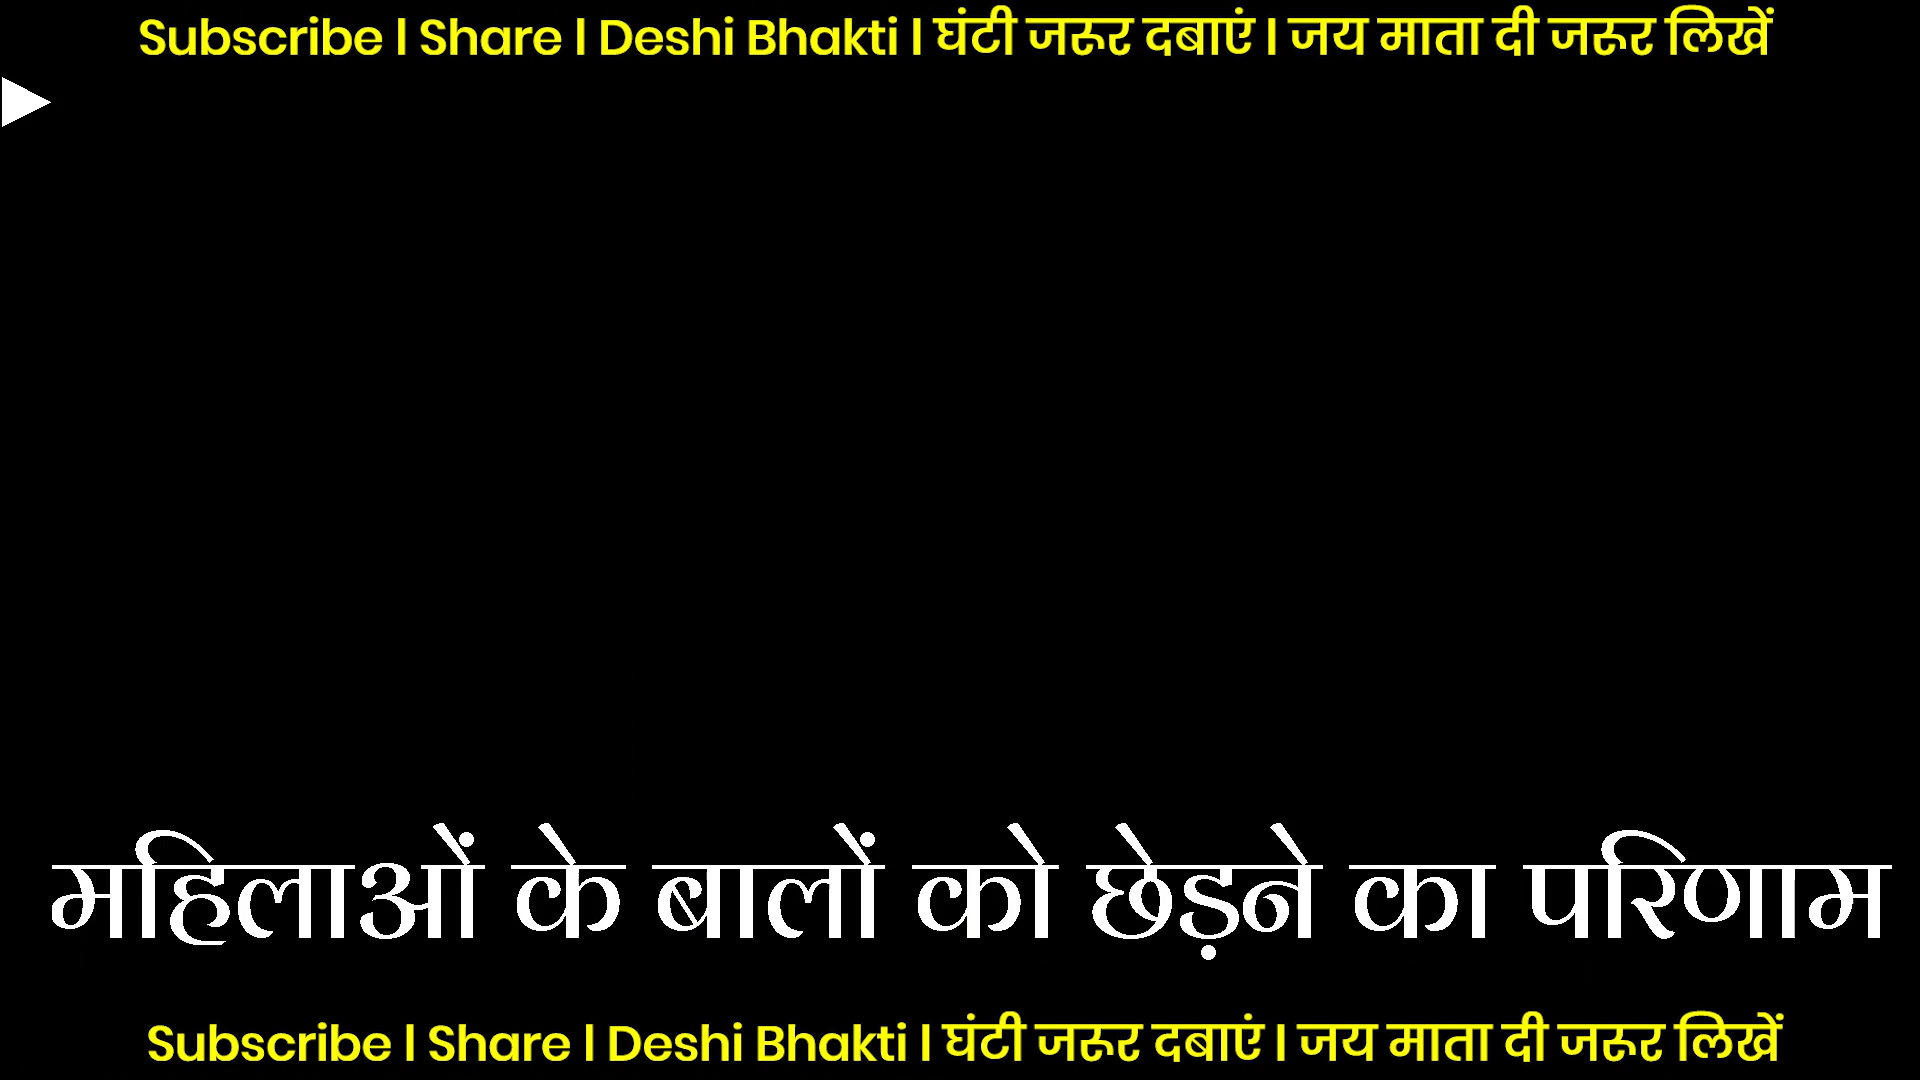 Subscribe l Share l Deshi Bhakti l घंटी जरूर दबाएं l जय माता दी जरूर लिखें
महिलाओं के बालों को छेड़ने का परिणाम
Subscribe l Share l Deshi Bhakti l घंटी जरूर दबाएं l जय माता दी जरूर लिखें